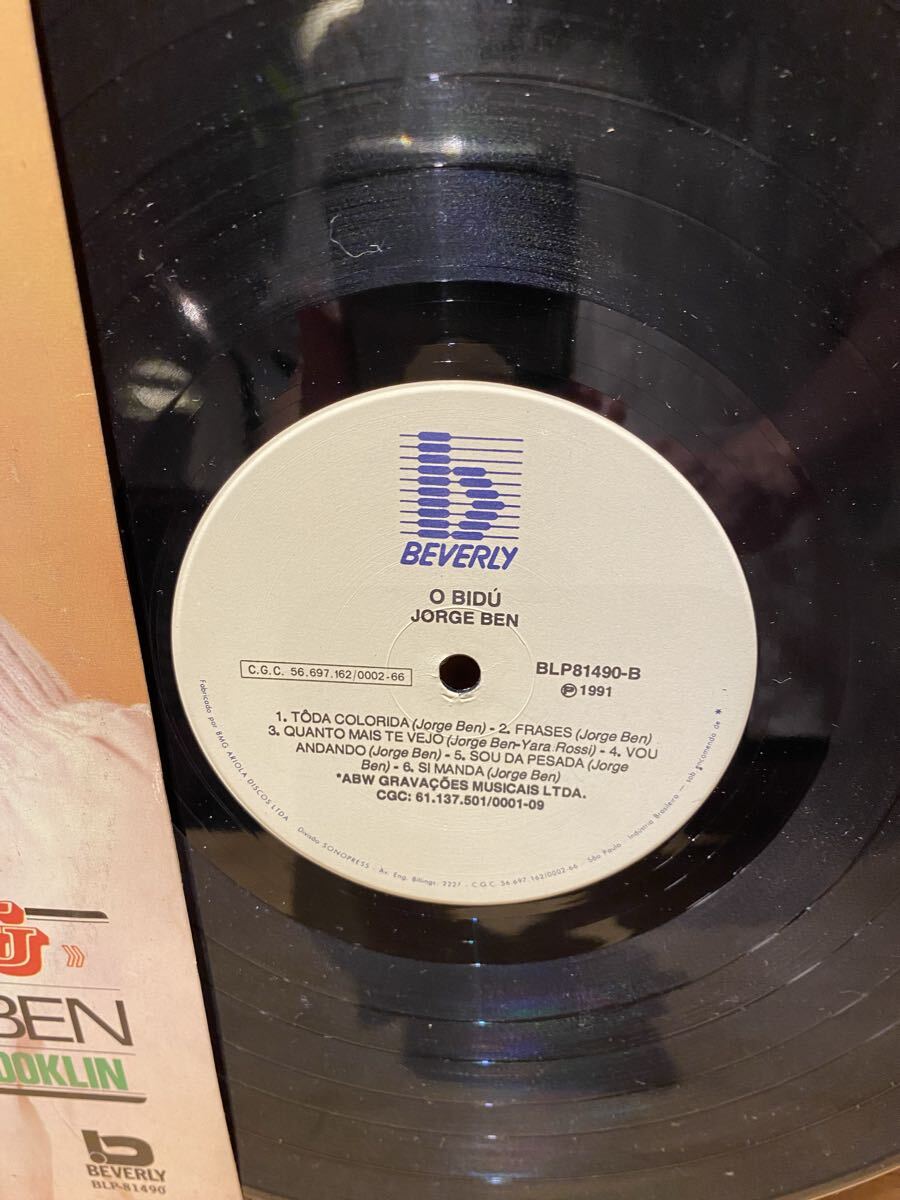 BEVERLY
O BIDÚ
JORGE BEN
C.G.C. 56.697.162/0002-66
BLP81490-B
Ⓟ 1991
1. TÔDA COLORIDA (Jorge Ben) - 2. FRASES (Jorge Ben)
3. QUANTO MAIS TE VEJO (Jorge Ben-Yara Rossi) - 4. VOU
ANDANDO (Jorge Ben) - 5. SOU DA PESADA (Jorge
Ben) - 6. SI MANDA (Jorge Ben)
*ABW GRAVAÇÕES MUSICAIS LTDA.
CGC: 61.137.501/0001-09
Fabricado por BMG ARIOLA DISCOS LTDA Divisão SONOPRESS - Av. Eng. Billings, 2227 - C.G.C. 56.697.162/0002-66 - São Paulo - Indústria Brasileira - sob encomenda de *
Ú »
BEN
OOKLIN
BEVERLY
BLP-81490